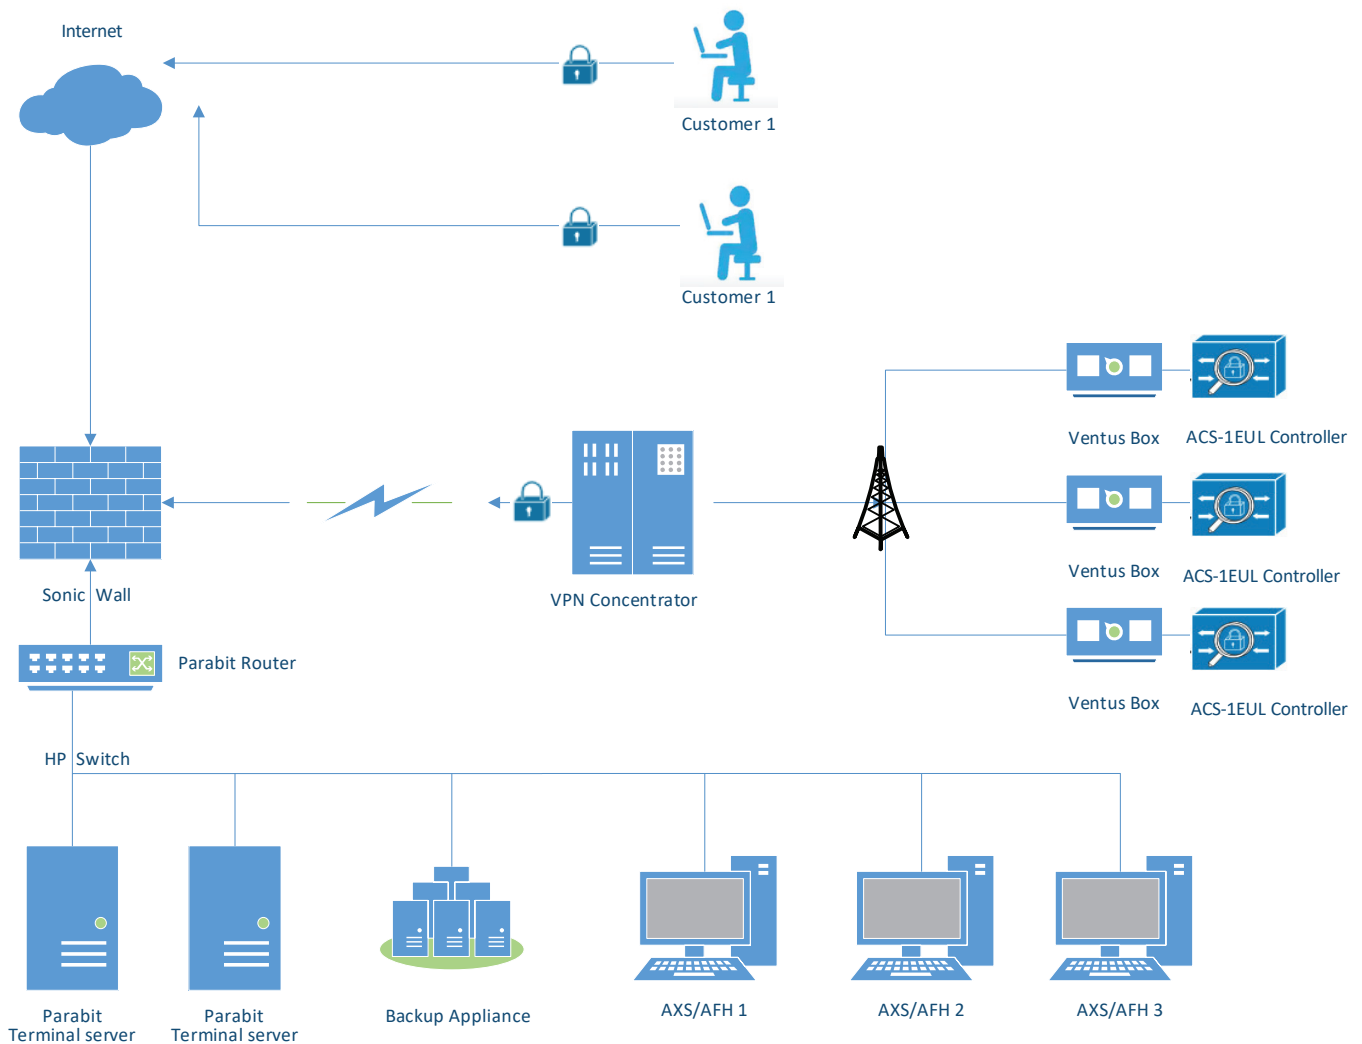 Internet
Customer 1
Customer 1
Ventus Box
ACS-1EUL Controller
Ventus Box
ACS-1EUL Controller
Sonic Wall
VPN Concentrator
Parabit Router
Ventus Box
ACS-1EUL Controller
HP Switch
Parabit
Terminal server
Parabit
Terminal server
Backup Appliance
AXS/AFH 1
AXS/AFH 2
AXS/AFH 3